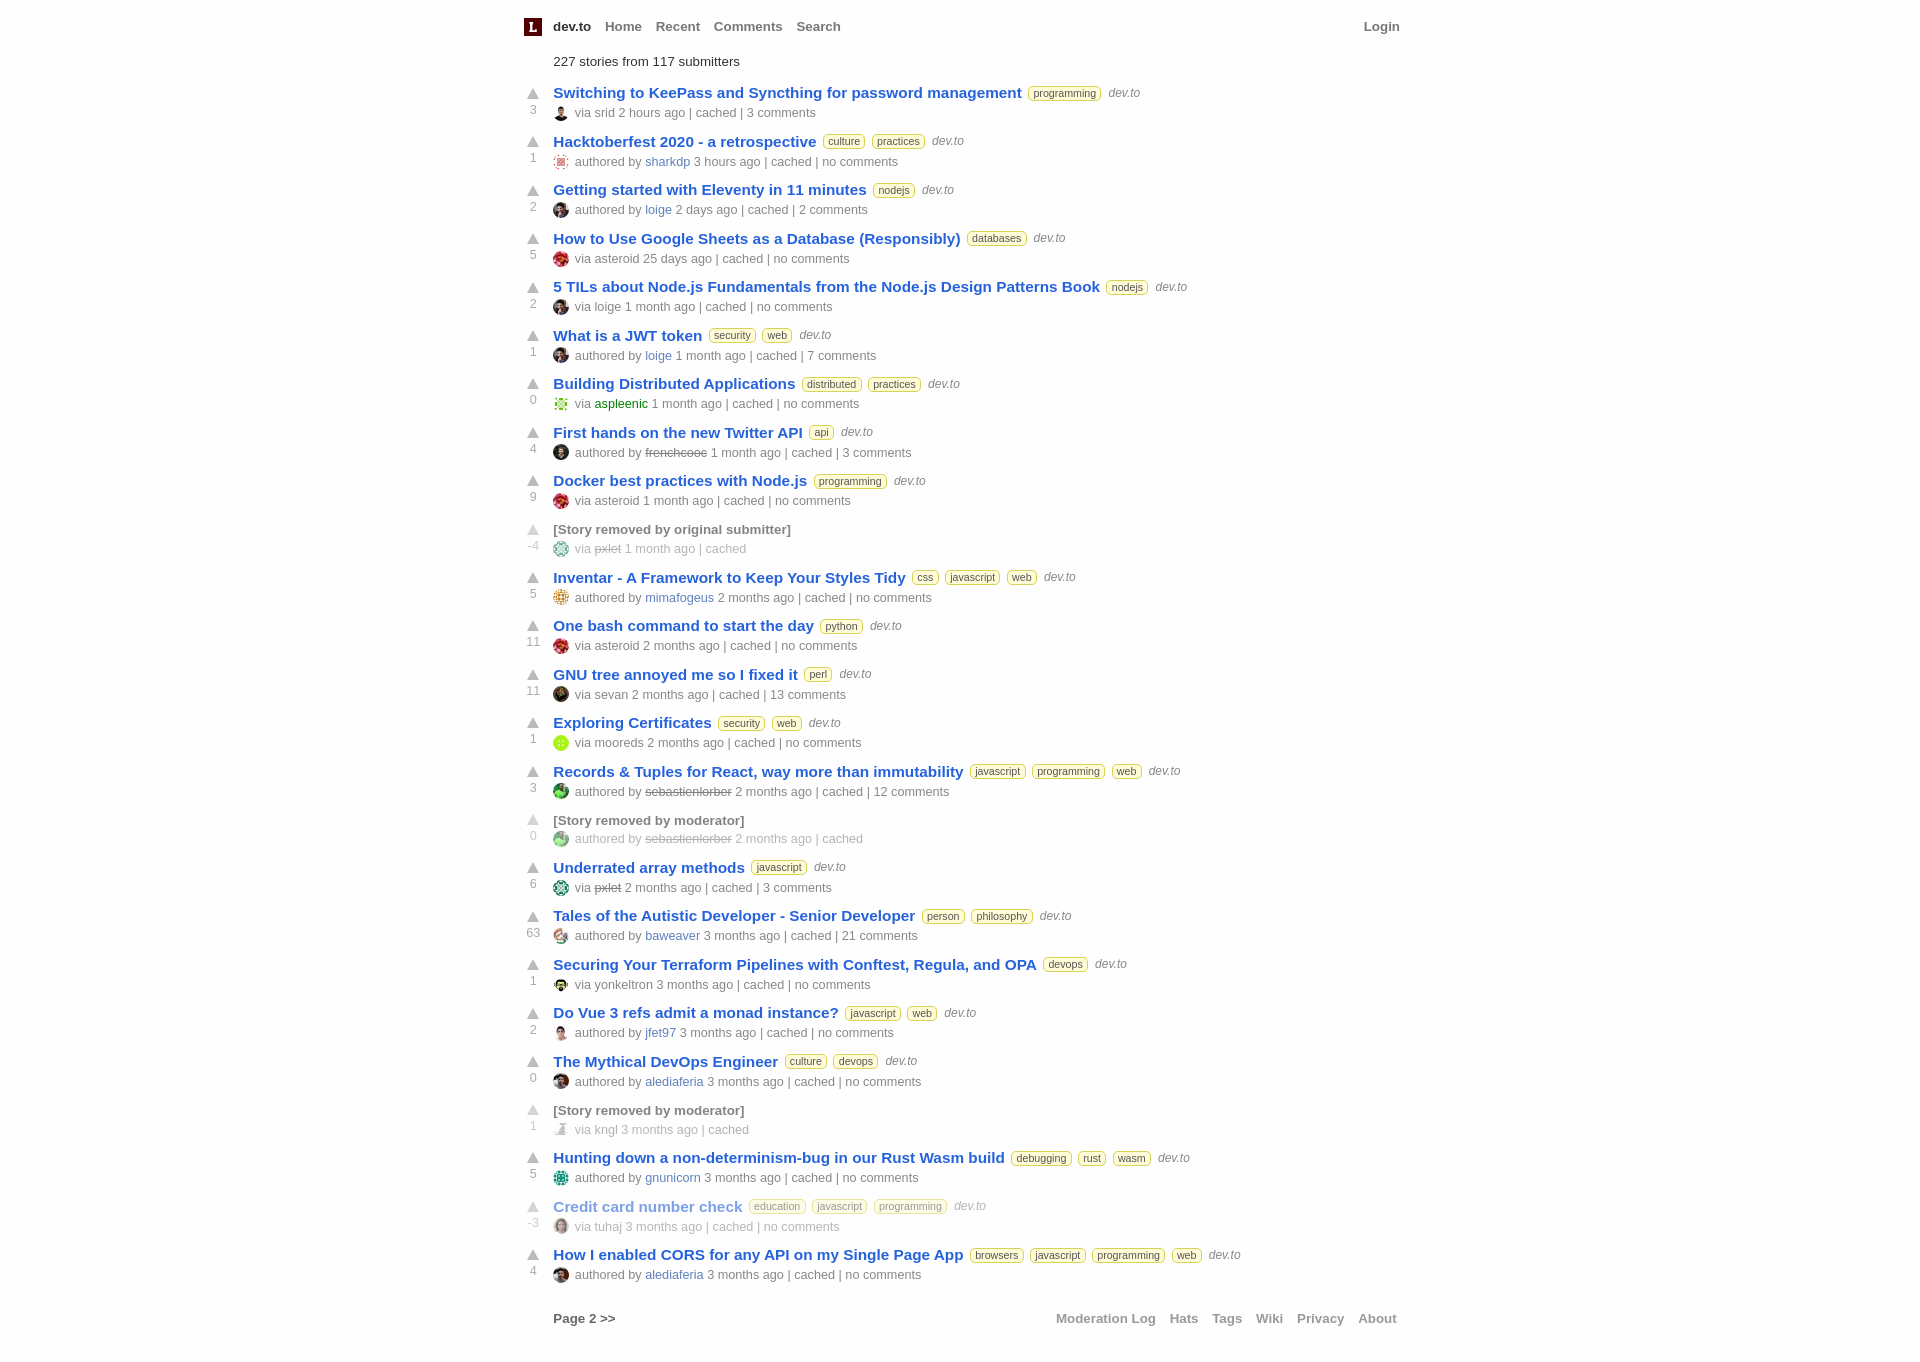 L dev.to Home Recent Comments Search Login
227 stories from 117 submitters
Switching to KeePass and Syncthing for password management programming dev.to
3 via srid 2 hours ago | cached | 3 comments
Hacktoberfest 2020 - a retrospective culture practices dev.to
1 authored by sharkdp 3 hours ago | cached | no comments
Getting started with Eleventy in 11 minutes nodejs dev.to
2 authored by loige 2 days ago | cached | 2 comments
How to Use Google Sheets as a Database (Responsibly) databases dev.to
5 via asteroid 25 days ago | cached | no comments
5 TILs about Node.js Fundamentals from the Node.js Design Patterns Book nodejs dev.to
2 via loige 1 month ago | cached | no comments
What is a JWT token security web dev.to
1 authored by loige 1 month ago | cached | 7 comments
Building Distributed Applications distributed practices dev.to
0 via aspleenic 1 month ago | cached | no comments
First hands on the new Twitter API api dev.to
4 authored by frenchcooc 1 month ago | cached | 3 comments
Docker best practices with Node.js programming dev.to
9 via asteroid 1 month ago | cached | no comments
[Story removed by original submitter]
-4 via pxlet 1 month ago | cached
Inventar - A Framework to Keep Your Styles Tidy css javascript web dev.to
5 authored by mimafogeus 2 months ago | cached | no comments
One bash command to start the day python dev.to
11 via asteroid 2 months ago | cached | no comments
GNU tree annoyed me so I fixed it perl dev.to
11 via sevan 2 months ago | cached | 13 comments
Exploring Certificates security web dev.to
1 via mooreds 2 months ago | cached | no comments
Records & Tuples for React, way more than immutability javascript programming web dev.to
3 authored by sebastienlorber 2 months ago | cached | 12 comments
[Story removed by moderator]
0 authored by sebastienlorber 2 months ago | cached
Underrated array methods javascript dev.to
6 via pxlet 2 months ago | cached | 3 comments
Tales of the Autistic Developer - Senior Developer person philosophy dev.to
63 authored by baweaver 3 months ago | cached | 21 comments
Securing Your Terraform Pipelines with Conftest, Regula, and OPA devops dev.to
1 via yonkeltron 3 months ago | cached | no comments
Do Vue 3 refs admit a monad instance? javascript web dev.to
2 authored by jfet97 3 months ago | cached | no comments
The Mythical DevOps Engineer culture devops dev.to
0 authored by alediaferia 3 months ago | cached | no comments
[Story removed by moderator]
1 via kngl 3 months ago | cached
Hunting down a non-determinism-bug in our Rust Wasm build debugging rust wasm dev.to
5 authored by gnunicorn 3 months ago | cached | no comments
Credit card number check education javascript programming dev.to
-3 via tuhaj 3 months ago | cached | no comments
How I enabled CORS for any API on my Single Page App browsers javascript programming web dev.to
4 authored by alediaferia 3 months ago | cached | no comments
Page 2 >> Moderation Log Hats Tags Wiki Privacy About